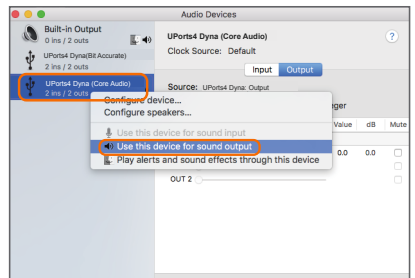 Audio Devices
Built-in Output
0 ins / 2 outs
UPorts4 Dyna(Bit Accurate)
2 ins / 2 outs
UPorts4 Dyna (Core Audio)
2 ins / 2 outs
UPorts4 Dyna (Core Audio)
?
Clock Source: Default
Input Output
Source: UPorts4 Dyna: Output
Configure device...
Configure speakers...
Use this device for sound input
Use this device for sound output
Play alerts and sound effects through this device
eger
Value dB Mute
0.0 0.0
OUT 2